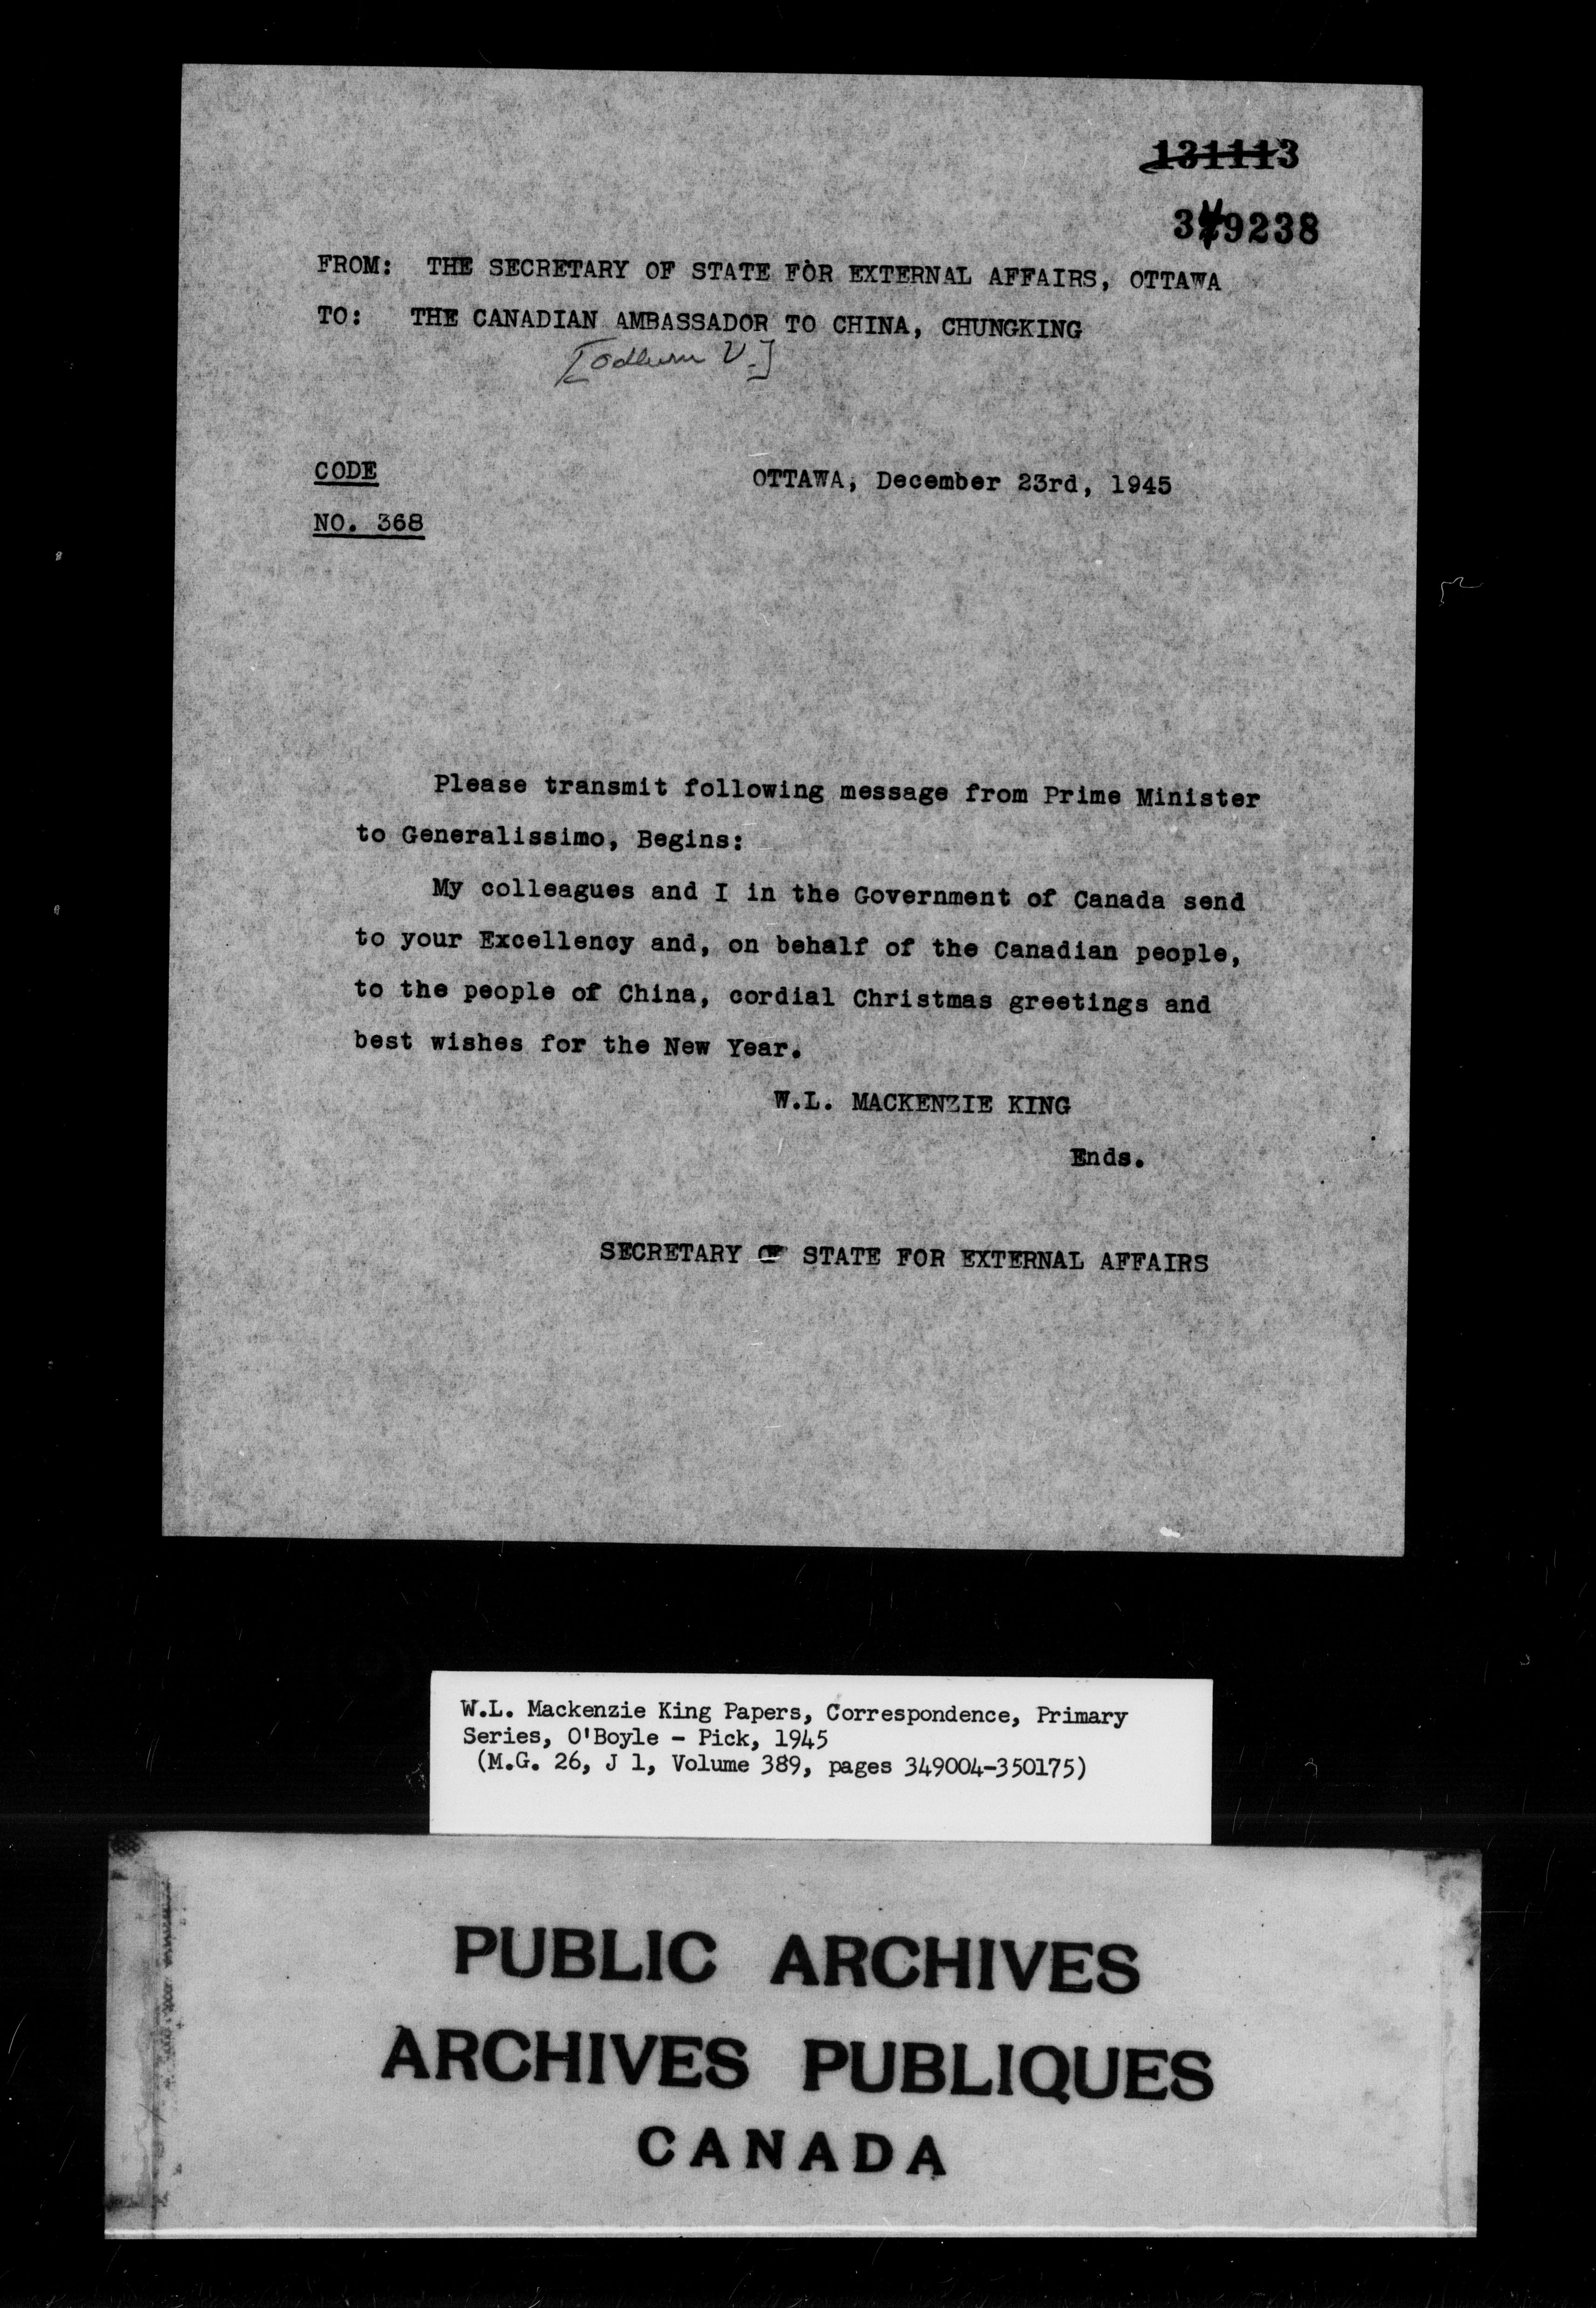 131113
349238
FROM: THE SECRETARY OF STATE FOR EXTERNAL AFFAIRS, OTTAWA
TO: THE CANADIAN AMBASSADOR TO CHINA, CHUNGKING
[Odlum V.]
CODE
OTTAWA, December 23rd, 1945
NO. 368
Please transmit following message from Prime Minister
to Generalissimo, Begins:
My colleagues and I in the Government of Canada send
to your Excellency and, on behalf of the Canadian people,
to the people of China, cordial Christmas greetings and
best wishes for the New Year.
W.L. MACKENZIE KING
Ends.
SECRETARY OF STATE FOR EXTERNAL AFFAIRS
W.L. Mackenzie King Papers, Correspondence, Primary
Series, O'Boyle - Pick, 1945
(M.G. 26, J 1, Volume 389, pages 349004-350175)
PUBLIC ARCHIVES
ARCHIVES PUBLIQUES
CANADA